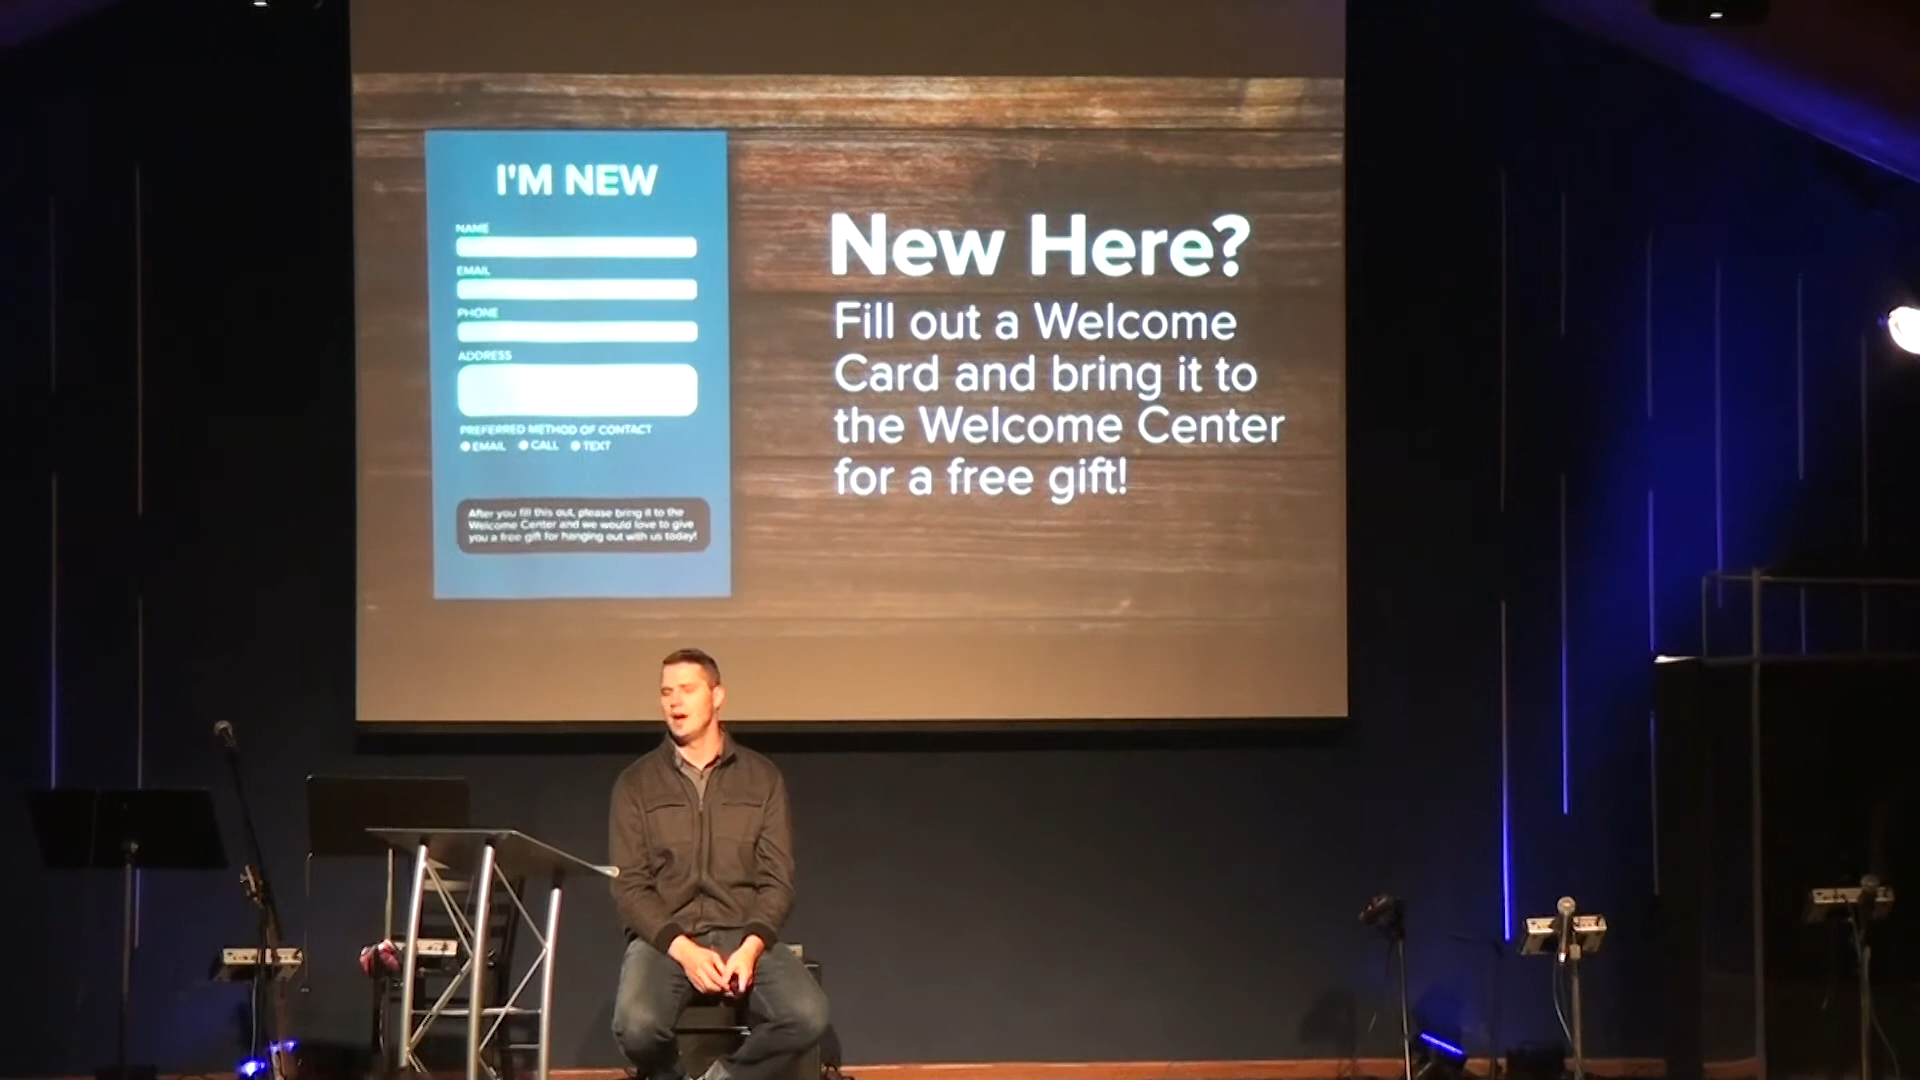 I'M NEW
NAME
EMAIL
PHONE
ADDRESS
PREFERRED METHOD OF CONTACT
EMAIL CALL TEXT
After you fill this out, please bring it to the
Welcome Center and we would love to give
you a free gift for hanging out with us today!
New Here?
Fill out a Welcome
Card and bring it to
the Welcome Center
for a free gift!